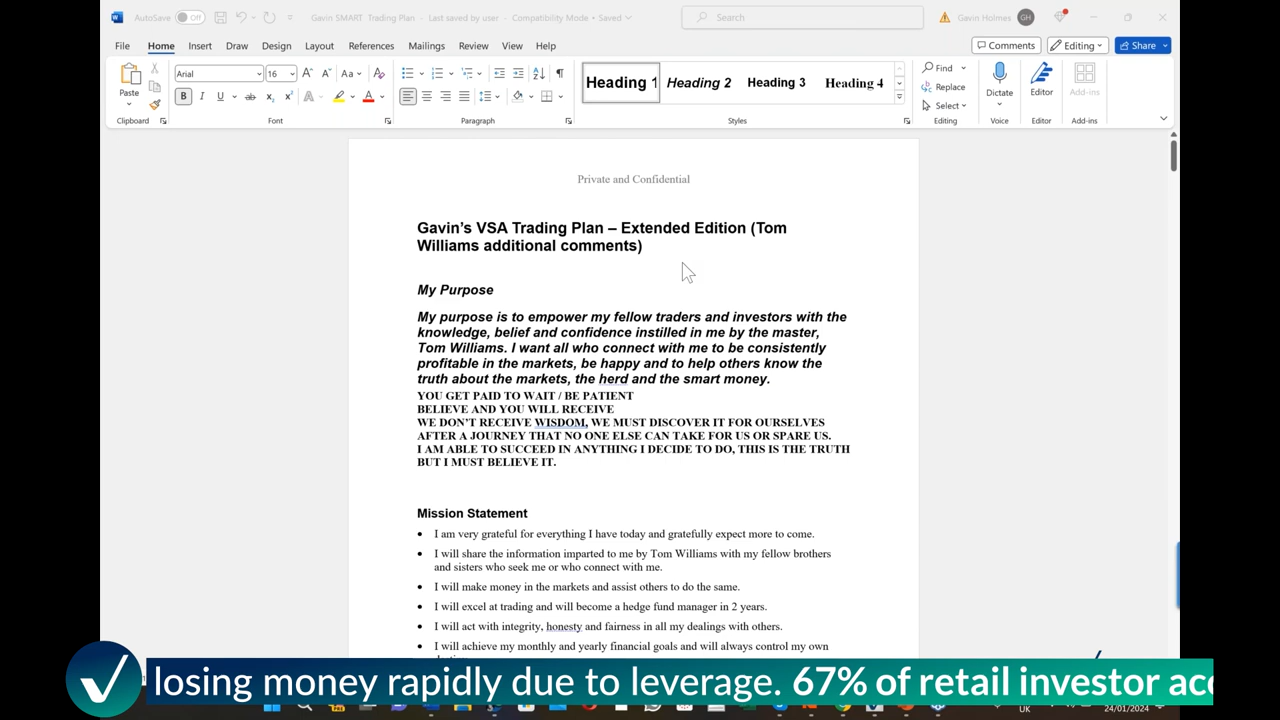 AutoSave Off Gavin SMART Trading Plan - Last saved by user - Compatibility Mode • Saved Search Gavin Holmes GH
File Home Insert Draw Design Layout References Mailings Review View Help Comments Editing Share
Paste Arial 16 Heading 1 Heading 2 Heading 3 Heading 4 Find Replace Select Dictate Editor Add-ins
Clipboard Font Paragraph Styles Editing Voice Editor Add-ins
Private and Confidential
Gavin's VSA Trading Plan – Extended Edition (Tom
Williams additional comments)
My Purpose
My purpose is to empower my fellow traders and investors with the
knowledge, belief and confidence instilled in me by the master,
Tom Williams. I want all who connect with me to be consistently
profitable in the markets, be happy and to help others know the
truth about the markets, the herd and the smart money.
YOU GET PAID TO WAIT / BE PATIENT
BELIEVE AND YOU WILL RECEIVE
WE DON'T RECEIVE WISDOM, WE MUST DISCOVER IT FOR OURSELVES
AFTER A JOURNEY THAT NO ONE ELSE CAN TAKE FOR US OR SPARE US.
I AM ABLE TO SUCCEED IN ANYTHING I DECIDE TO DO, THIS IS THE TRUTH
BUT I MUST BELIEVE IT.
Mission Statement
• I am very grateful for everything I have today and gratefully expect more to come.
• I will share the information imparted to me by Tom Williams with my fellow brothers
and sisters who seek me or who connect with me.
• I will make money in the markets and assist others to do the same.
• I will excel at trading and will become a hedge fund manager in 2 years.
• I will act with integrity, honesty and fairness in all my dealings with others.
• I will achieve my monthly and yearly financial goals and will always control my own
losing money rapidly due to leverage. 67% of retail investor
UK 24/01/2024